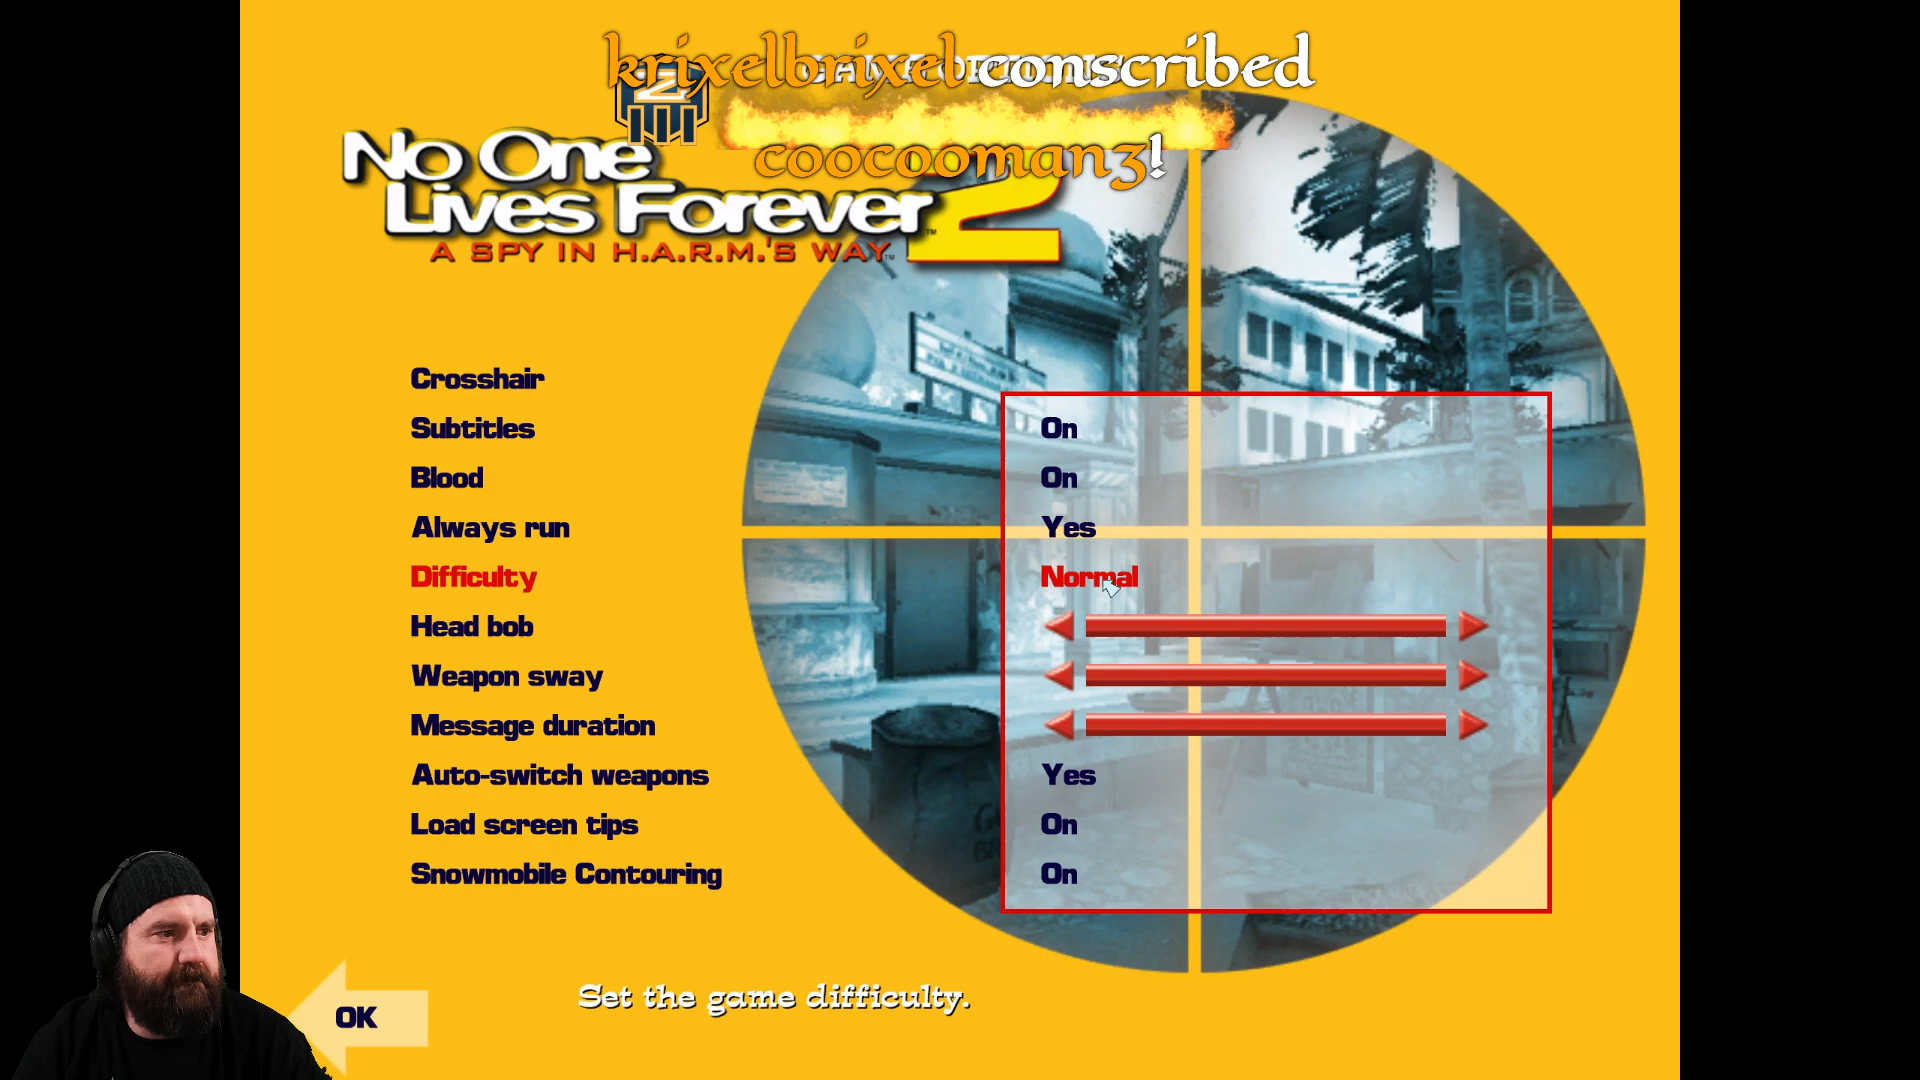 krixelbrixel conscribed
coocooman3!
No One
Lives Forever 2
A SPY IN H.A.R.M.'S WAY
Crosshair
Subtitles On
Blood On
Always run Yes
Difficulty Normal
Head bob
Weapon sway
Message duration
Auto-switch weapons Yes
Load screen tips On
Snowmobile Contouring On
Set the game difficulty.
OK